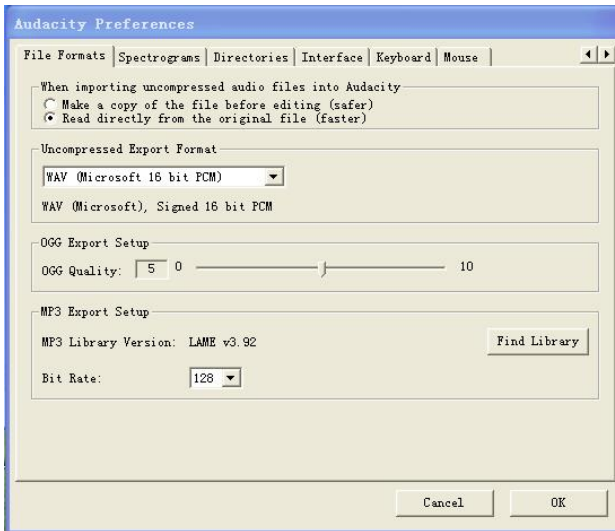 Audacity Preferences
File Formats Spectrograms Directories Interface Keyboard Mouse
When importing uncompressed audio files into Audacity
Make a copy of the file before editing (safer)
Read directly from the original file (faster)
Uncompressed Export Format
WAV (Microsoft 16 bit PCM)
WAV (Microsoft), Signed 16 bit PCM
OGG Export Setup
OGG Quality: 5 0 10
MP3 Export Setup
MP3 Library Version: LAME v3.92 Find Library
Bit Rate: 128
Cancel OK